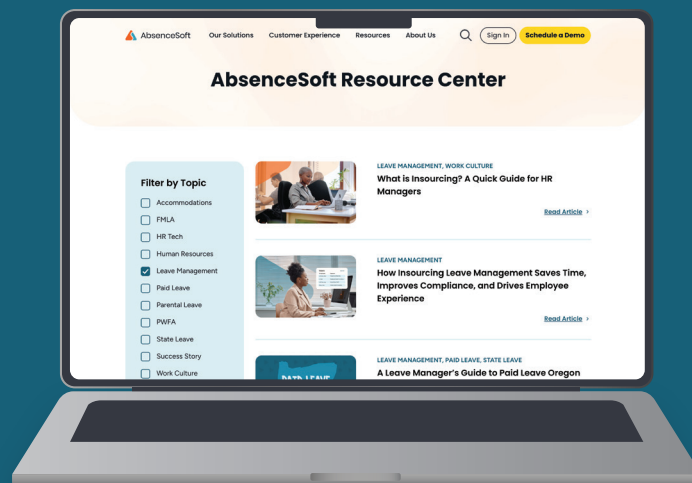 AbsenceSoft
Our Solutions
Customer Experience
Resources
About Us
Sign In
Schedule a Demo
AbsenceSoft Resource Center
Filter by Topic
Accommodations
FMLA
HR Tech
Human Resources
Leave Management
Paid Leave
Parental Leave
PWFA
State Leave
Success Story
Work Culture
LEAVE MANAGEMENT, WORK CULTURE
What is Insourcing? A Quick Guide for HR
Managers
Read Article
LEAVE MANAGEMENT
How Insourcing Leave Management Saves Time,
Improves Compliance, and Drives Employee
Experience
Read Article
PAID LEAVE
LEAVE MANAGEMENT, PAID LEAVE, STATE LEAVE
A Leave Manager's Guide to Paid Leave Oregon